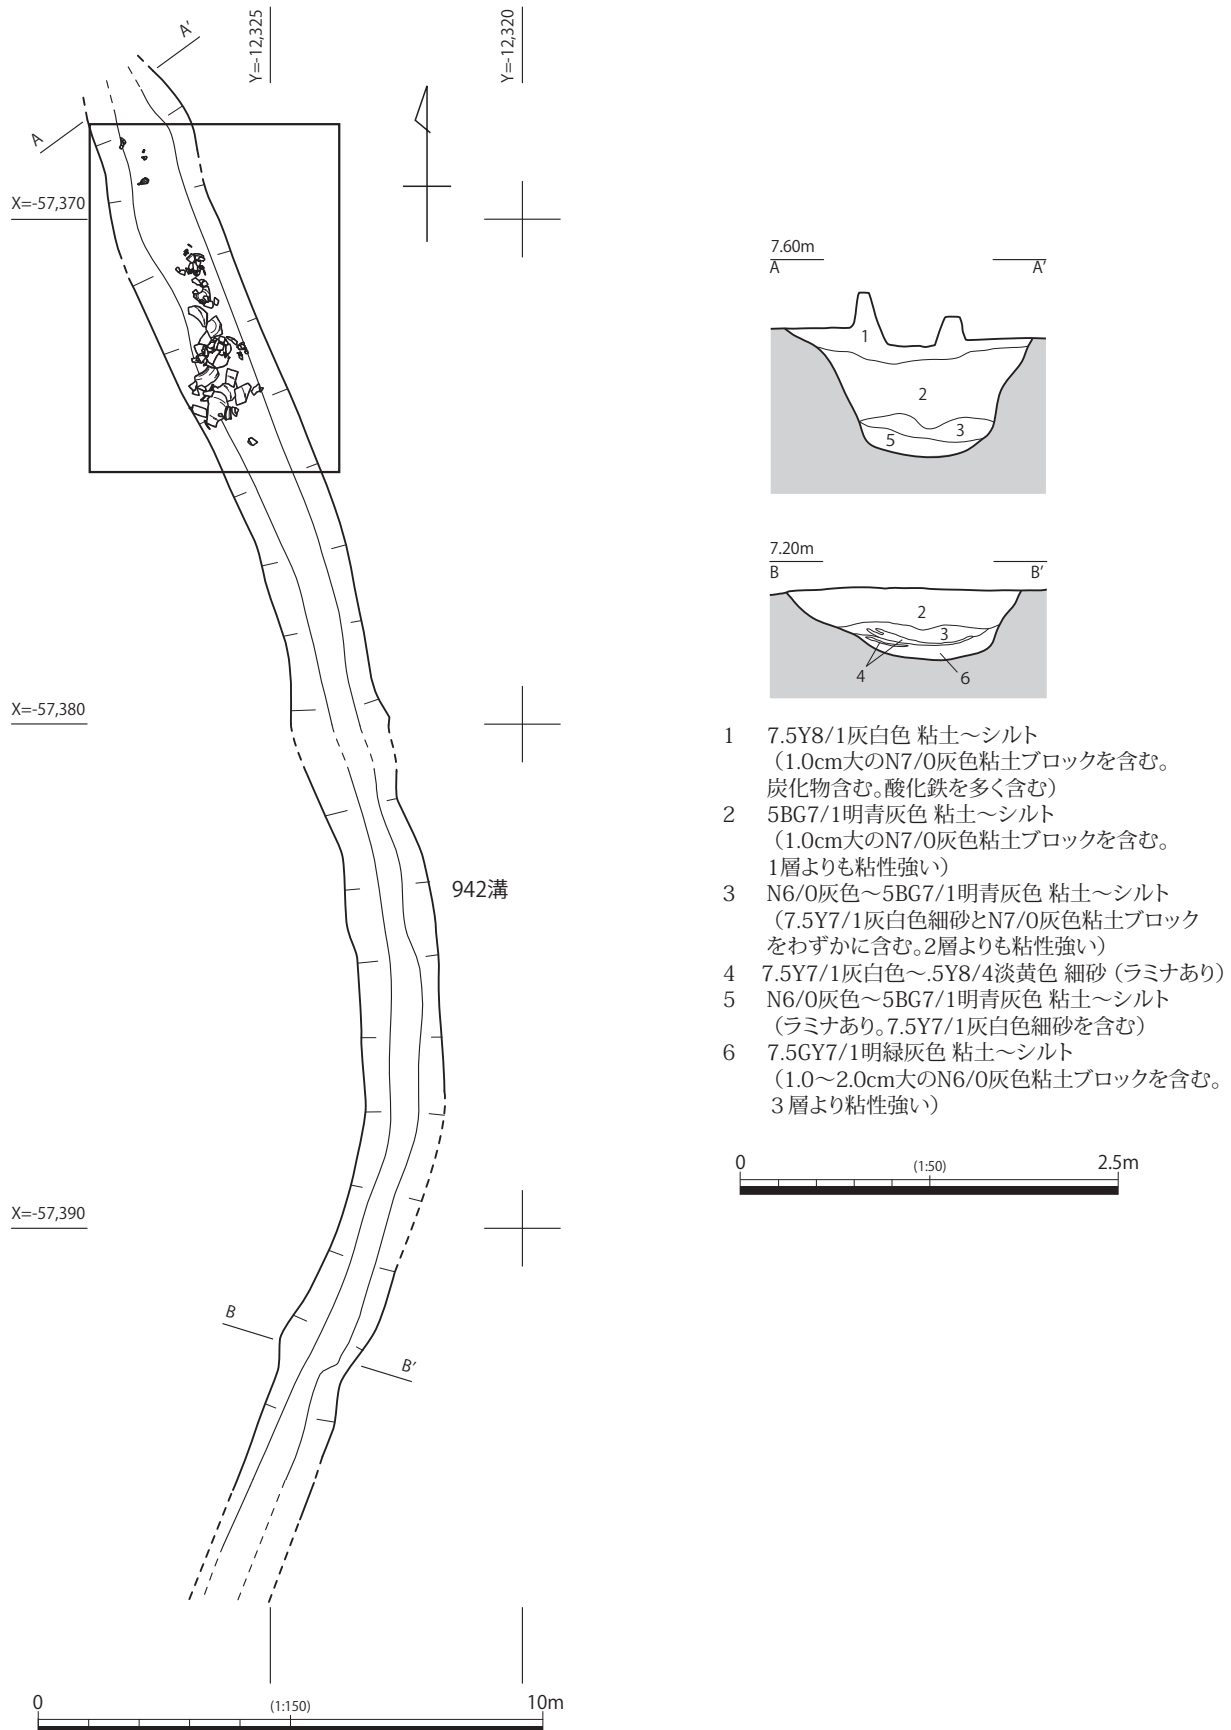 A'
Y=-12,325
Y=-12,320
A
X=-57,370
X=-57,380
942溝
X=-57,390
B
B'
0
(1:150)
10m
7.60m
A
A'
1
2
3
5
7.20m
B
B'
2
3
4
6
1 7.5Y8/1灰白色 粘土～シルト
（1.0cm大のN7/0灰色粘土ブロックを含む。
炭化物含む。酸化鉄を多く含む）
2 5BG7/1明青灰色 粘土～シルト
（1.0cm大のN7/0灰色粘土ブロックを含む。
1層よりも粘性強い）
3 N6/0灰色～5BG7/1明青灰色 粘土～シルト
（7.5Y7/1灰白色細砂とN7/0灰色粘土ブロック
をわずかに含む。2層よりも粘性強い）
4 7.5Y7/1灰白色～.5Y8/4淡黄色 細砂（ラミナあり）
5 N6/0灰色～5BG7/1明青灰色 粘土～シルト
（ラミナあり。7.5Y7/1灰白色細砂を含む）
6 7.5GY7/1明緑灰色 粘土～シルト
（1.0～2.0cm大のN6/0灰色粘土ブロックを含む。
３層より粘性強い）
0
(1:50)
2.5m